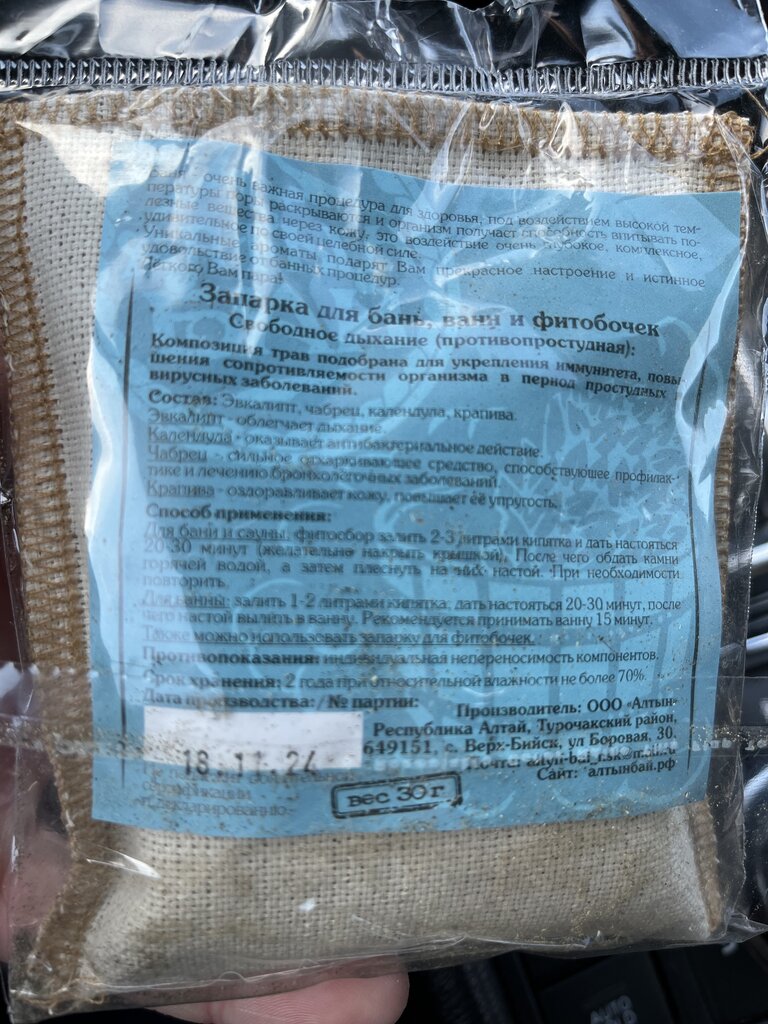 Баня - очень важная процедура для здоровья, под воздействием высокой тем-
пературы поры раскрываются и организм получает способность впитывать по-
лезные вещества через кожу, это воздействие очень глубокое, комплексное,
удивительное по своей целебной силе.
Уникальные ароматы подарят Вам прекрасное настроение и истинное
удовольствие от банных процедур.
Легкого Вам пара!
Запарка для бань, ванн и фитобочек
Свободное дыхание (противопростудная):
Композиция трав подобрана для укрепления иммунитета, повы-
шения сопротивляемости организма в период простудных
вирусных заболеваний.
Состав: Эвкалипт, чабрец, календула, крапива.
Эвкалипт - облегчает дыхание.
Календула - оказывает антибактериальное действие.
Чабрец - сильное отхаркивающее средство, способствующее профилак-
тике и лечению бронхолегочных заболеваний.
Крапива - оздоравливает кожу, повышает её упругость.
Способ применения:
Для бани и сауны: фитосбор залить 2-3 литрами кипятка и дать настояться
20-30 минут (желательно накрыть крышкой). После чего обдать камни
горячей водой, а затем плеснуть на них настой. При необходимости
повторить.
Для ванны: залить 1-2 литрами кипятка, дать настояться 20-30 минут, после
чего настой вылить в ванну. Рекомендуется принимать ванну 15 минут.
Также можно использовать запарку для фитобочек.
Противопоказания: индивидуальная непереносимость компонентов.
Срок хранения: 2 года при относительной влажности не более 70%.
Дата производства: / № партии:
18 11 24
Производитель: ООО «Алтын-
Республика Алтай, Турочакский район,
649151, с. Верх-Бийск, ул Боровая, 30.
Почта:
Сайт: алтынбай.рф
Не
сертификации
и декларированию
вес 30 г